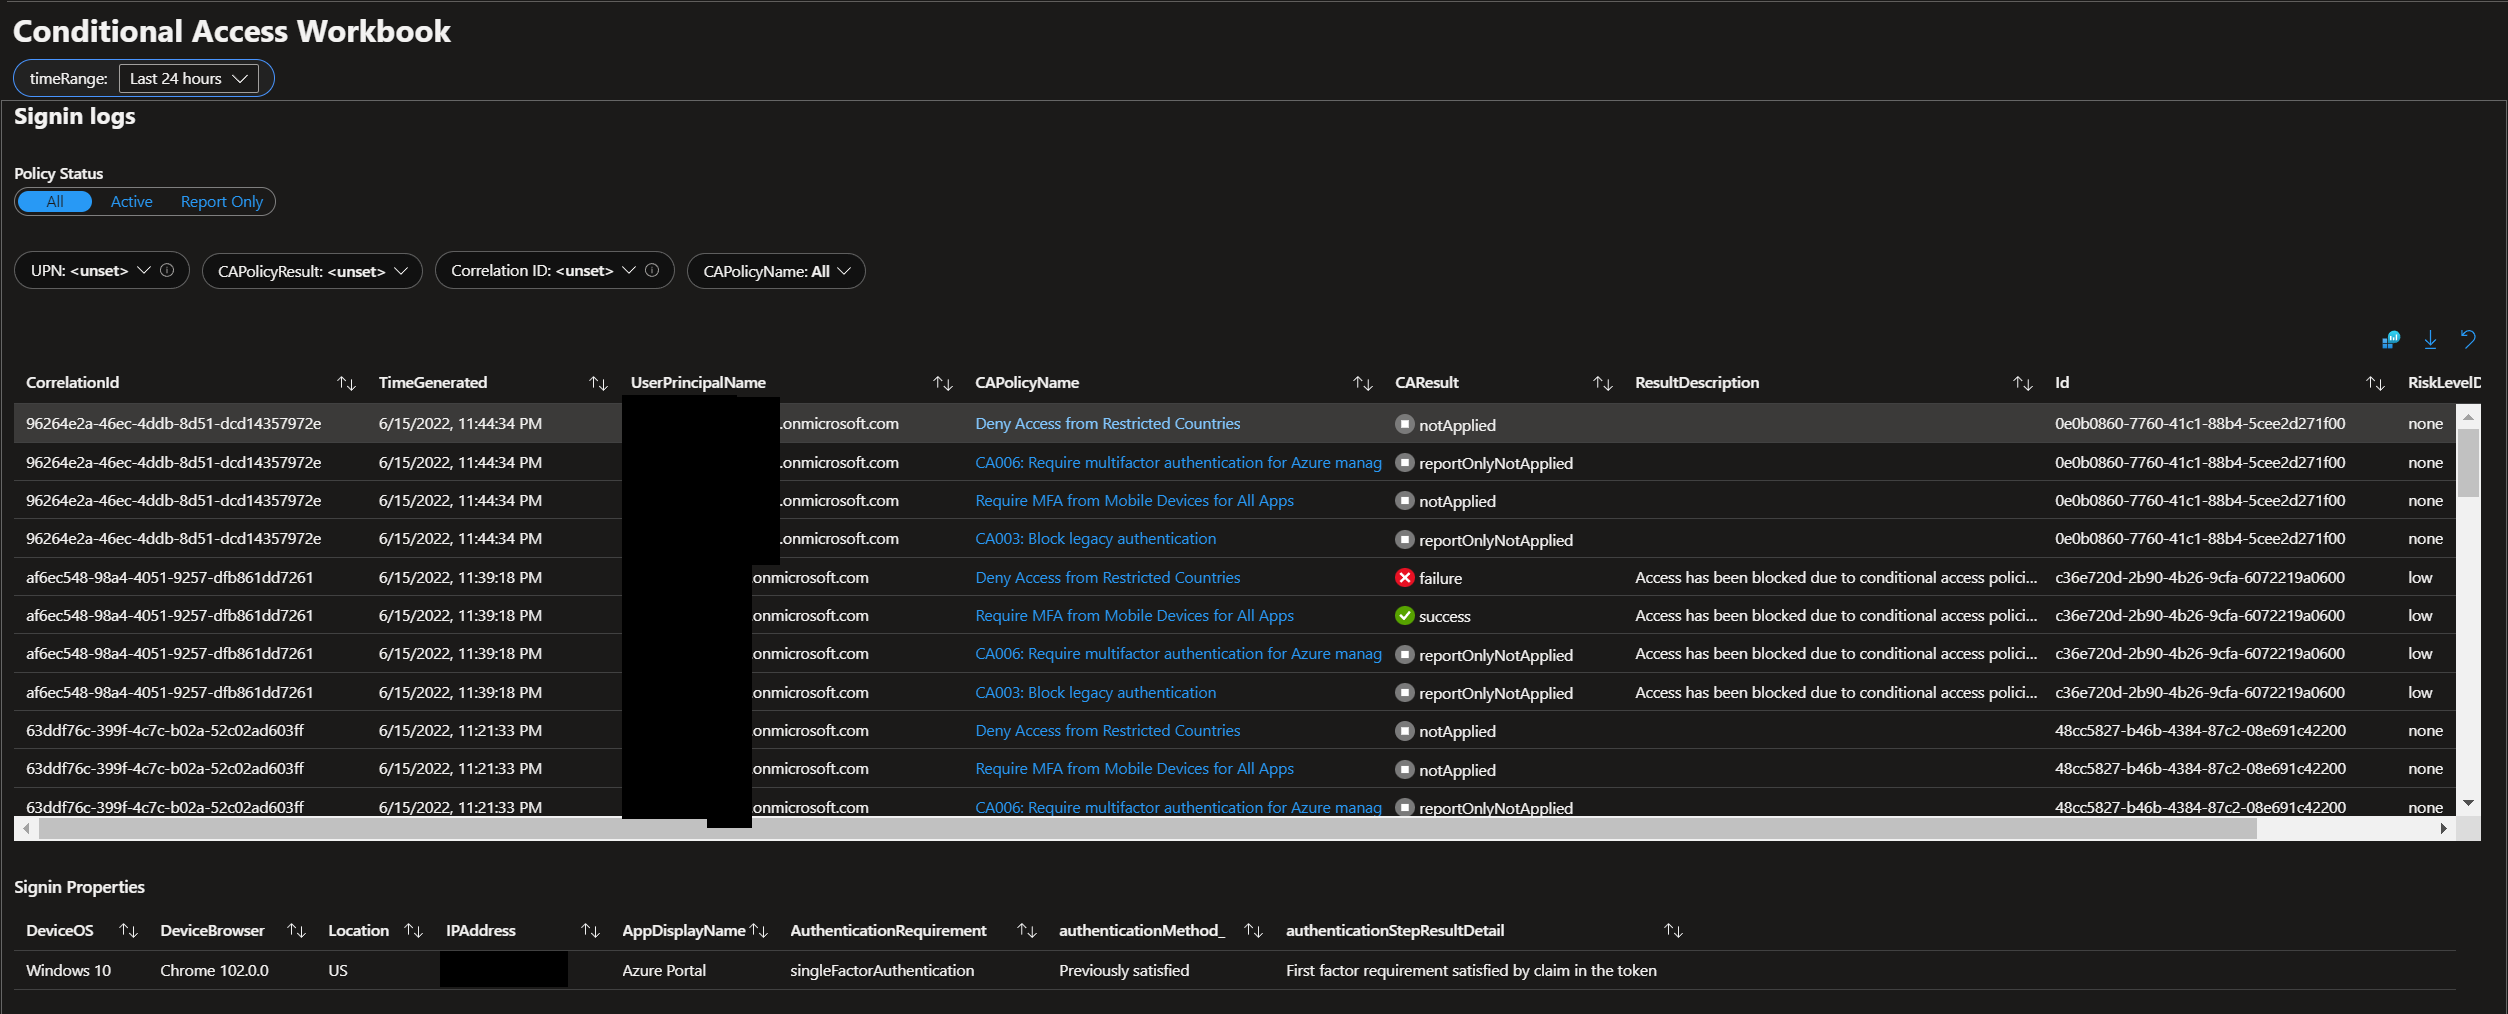 Conditional Access Workbook
timeRange: Last 24 hours
Signin logs
Policy Status
All Active Report Only
UPN: <unset> CAPolicyResult: <unset> Correlation ID: <unset> CAPolicyName: All
CorrelationId TimeGenerated UserPrincipalName CAPolicyName CAResult ResultDescription Id RiskLevelD
96264e2a-46ec-4ddb-8d51-dcd14357972e 6/15/2022, 11:44:34 PM .onmicrosoft.com Deny Access from Restricted Countries notApplied 0e0b0860-7760-41c1-88b4-5cee2d271f00 none
96264e2a-46ec-4ddb-8d51-dcd14357972e 6/15/2022, 11:44:34 PM .onmicrosoft.com CA006: Require multifactor authentication for Azure manag reportOnlyNotApplied 0e0b0860-7760-41c1-88b4-5cee2d271f00 none
96264e2a-46ec-4ddb-8d51-dcd14357972e 6/15/2022, 11:44:34 PM .onmicrosoft.com Require MFA from Mobile Devices for All Apps notApplied 0e0b0860-7760-41c1-88b4-5cee2d271f00 none
96264e2a-46ec-4ddb-8d51-dcd14357972e 6/15/2022, 11:44:34 PM .onmicrosoft.com CA003: Block legacy authentication reportOnlyNotApplied 0e0b0860-7760-41c1-88b4-5cee2d271f00 none
af6ec548-98a4-4051-9257-dfb861dd7261 6/15/2022, 11:39:18 PM onmicrosoft.com Deny Access from Restricted Countries failure Access has been blocked due to conditional access polici... c36e720d-2b90-4b26-9cfa-6072219a0600 low
af6ec548-98a4-4051-9257-dfb861dd7261 6/15/2022, 11:39:18 PM onmicrosoft.com Require MFA from Mobile Devices for All Apps success Access has been blocked due to conditional access polici... c36e720d-2b90-4b26-9cfa-6072219a0600 low
af6ec548-98a4-4051-9257-dfb861dd7261 6/15/2022, 11:39:18 PM onmicrosoft.com CA006: Require multifactor authentication for Azure manag reportOnlyNotApplied Access has been blocked due to conditional access polici... c36e720d-2b90-4b26-9cfa-6072219a0600 low
af6ec548-98a4-4051-9257-dfb861dd7261 6/15/2022, 11:39:18 PM onmicrosoft.com CA003: Block legacy authentication reportOnlyNotApplied Access has been blocked due to conditional access polici... c36e720d-2b90-4b26-9cfa-6072219a0600 low
63ddf76c-399f-4c7c-b02a-52c02ad603ff 6/15/2022, 11:21:33 PM onmicrosoft.com Deny Access from Restricted Countries notApplied 48cc5827-b46b-4384-87c2-08e691c42200 none
63ddf76c-399f-4c7c-b02a-52c02ad603ff 6/15/2022, 11:21:33 PM onmicrosoft.com Require MFA from Mobile Devices for All Apps notApplied 48cc5827-b46b-4384-87c2-08e691c42200 none
63ddf76c-399f-4c7c-b02a-52c02ad603ff 6/15/2022, 11:21:33 PM onmicrosoft.com CA006: Require multifactor authentication for Azure manag reportOnlyNotApplied 48cc5827-b46b-4384-87c2-08e691c42200 none
Signin Properties
DeviceOS DeviceBrowser Location IPAddress AppDisplayName AuthenticationRequirement authenticationMethod_ authenticationStepResultDetail
Windows 10 Chrome 102.0.0 US Azure Portal singleFactorAuthentication Previously satisfied First factor requirement satisfied by claim in the token